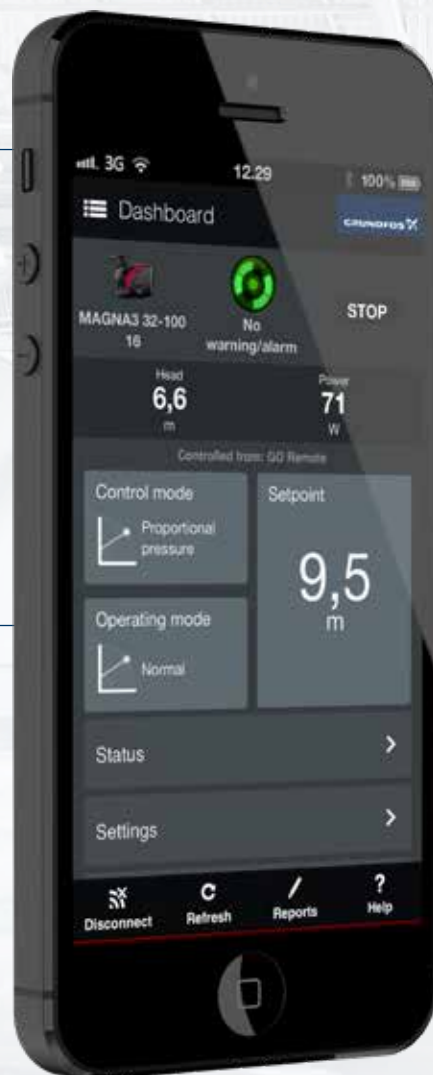 3G 12.29 100%
Dashboard
GRUNDFOS
MAGNA3 32-100
16
No
warning/alarm
STOP
Head
6,6
m
Power
71
W
Controlled from: GO Remote
Control mode
Proportional
pressure
Setpoint
9,5
m
Operating mode
Normal
Status
Settings
Disconnect
Refresh
Reports
Help